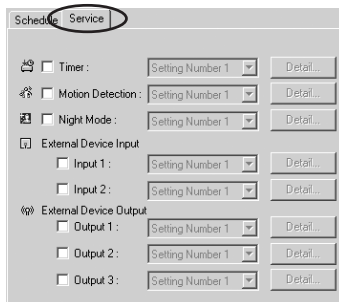 Schedule Service
Timer : Setting Number 1 Detail...
Motion Detection : Setting Number 1 Detail...
Night Mode : Setting Number 1 Detail...
External Device Input
Input 1 : Setting Number 1 Detail...
Input 2 : Setting Number 1 Detail...
External Device Output
Output 1 : Setting Number 1 Detail...
Output 2 : Setting Number 1 Detail...
Output 3 : Setting Number 1 Detail...